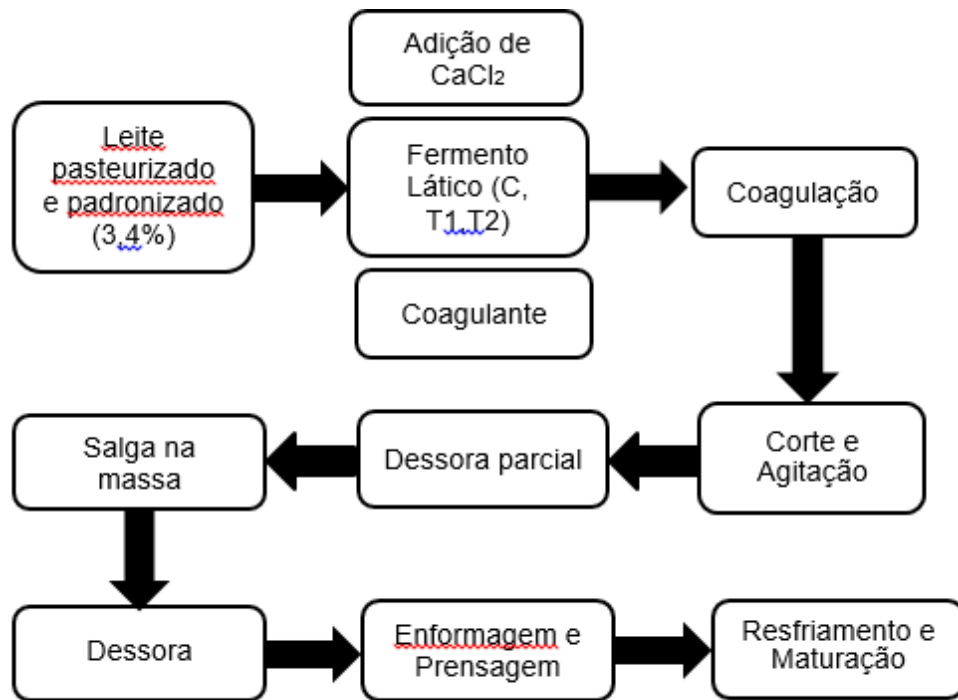 Adição de
CaCl₂
Leite
pasteurizado
e padronizado
(3,4%)
Fermento
Lático (C,
T1,T2)
Coagulante
Coagulação
Corte e
Agitação
Dessora parcial
Salga na
massa
Dessora
Enformagem e
Prensagem
Resfriamento e
Maturação